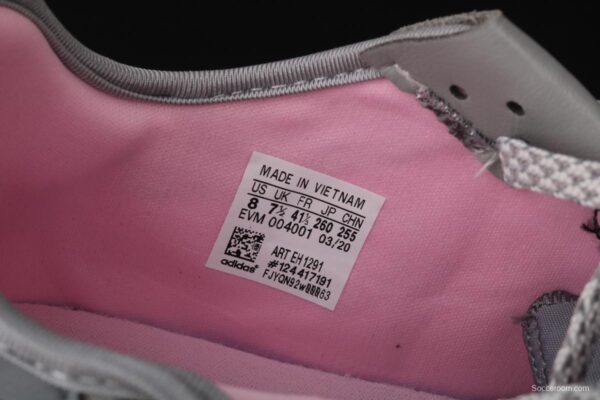 MADE IN VIETNAM
US UK FR JP CHN
8 7½ 41⅓ 260 255
EVM 004001 03/20
ART EH1291
#124417191
adidas®
Socceroom.com